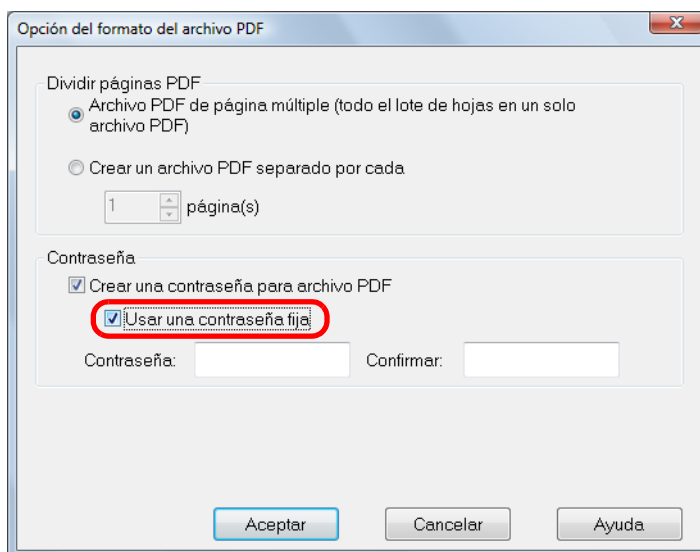 Opción del formato del archivo PDF
Dividir páginas PDF
Archivo PDF de página múltiple (todo el lote de hojas en un solo
archivo PDF)
Crear un archivo PDF separado por cada
1 página(s)
Contraseña
Crear una contraseña para archivo PDF
Usar una contraseña fija
Contraseña: Confirmar:
Aceptar Cancelar Ayuda